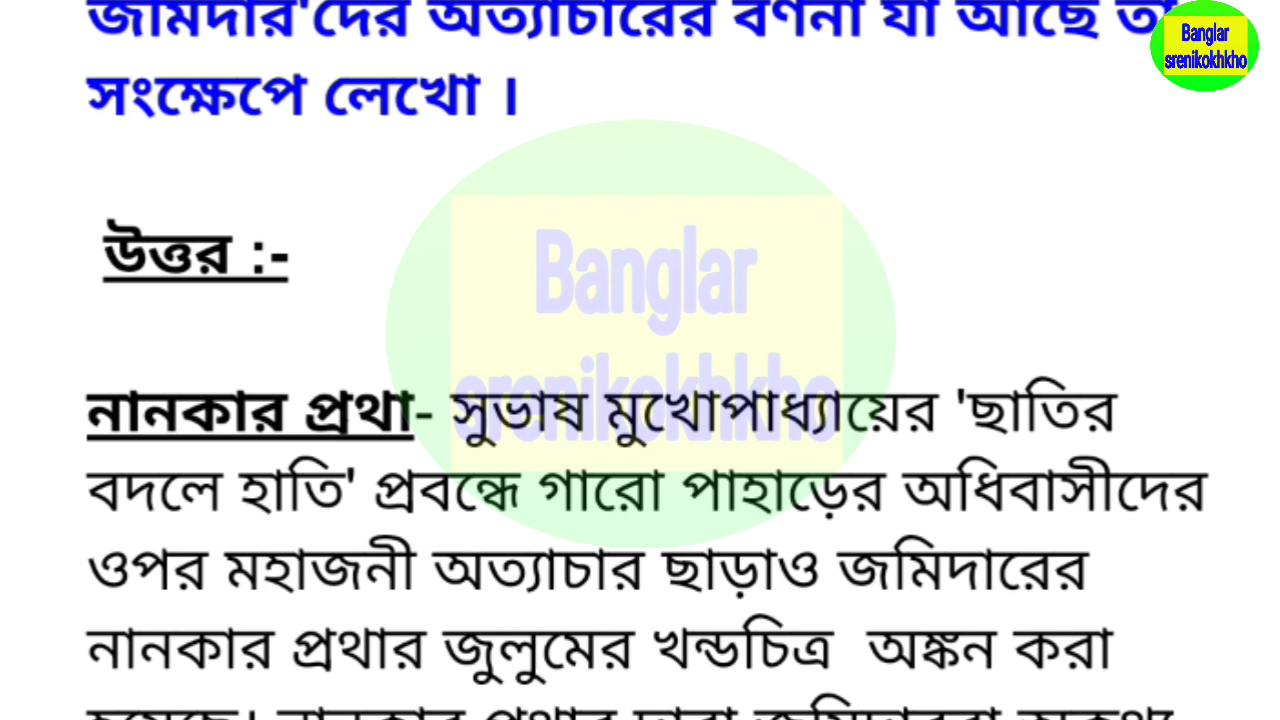 জমিদার'দের অত্যাচারের বর্ণনা যা আছে তা
সংক্ষেপে লেখো ।
Banglar
srenikokhkho
উত্তর :-
Banglar
srenikokhkho
নানকার প্রথা- সুভাষ মুখোপাধ্যায়ের 'ছাতির
বদলে হাতি' প্রবন্ধে গারো পাহাড়ের অধিবাসীদের
ওপর মহাজনী অত্যাচার ছাড়াও জমিদারের
নানকার প্রথার জুলুমের খন্ডচিত্র অঙ্কন করা